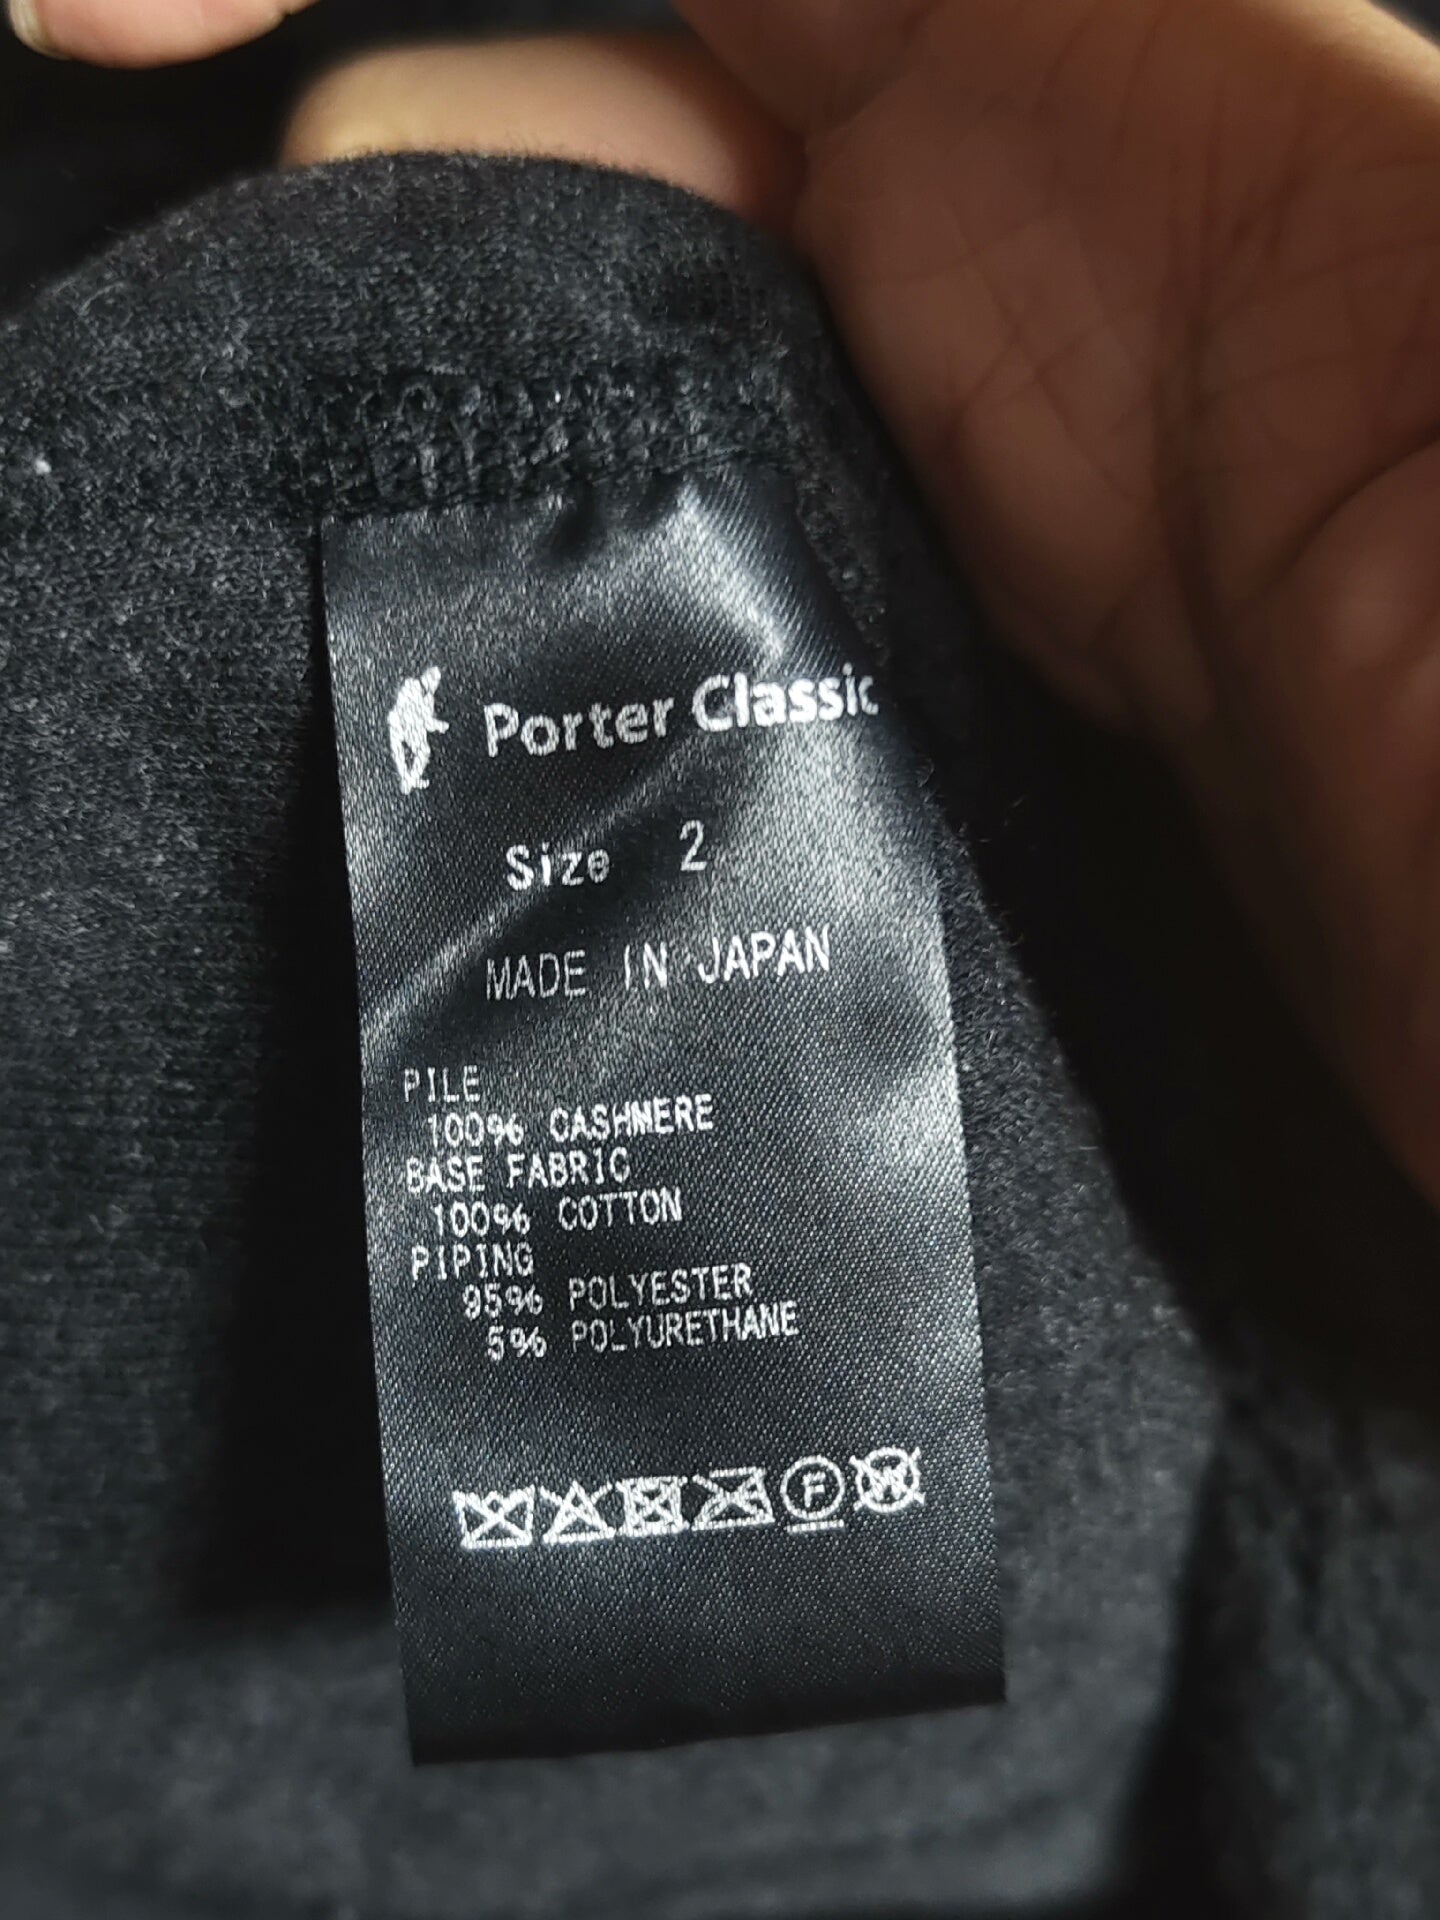 Porter Classic
Size 2
MADE IN JAPAN
PILE
100% CASHMERE
BASE FABRIC
100% COTTON
PIPING
95% POLYESTER
5% POLYURETHANE
F
W